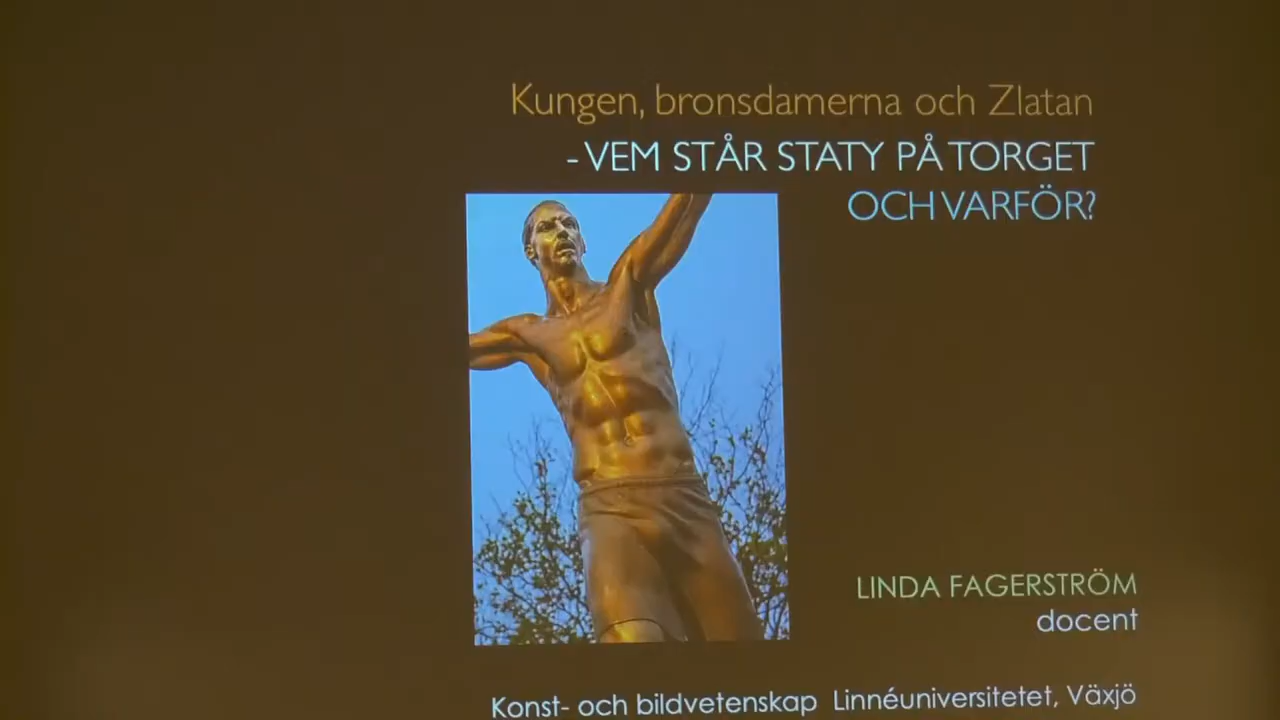 Kungen, bronsdamerna och Zlatan
- VEM STÅR STATY PÅ TORGET
OCH VARFÖR?
LINDA FAGERSTRÖM
docent
Konst- och bildvetenskap Linnéuniversitetet, Växjö